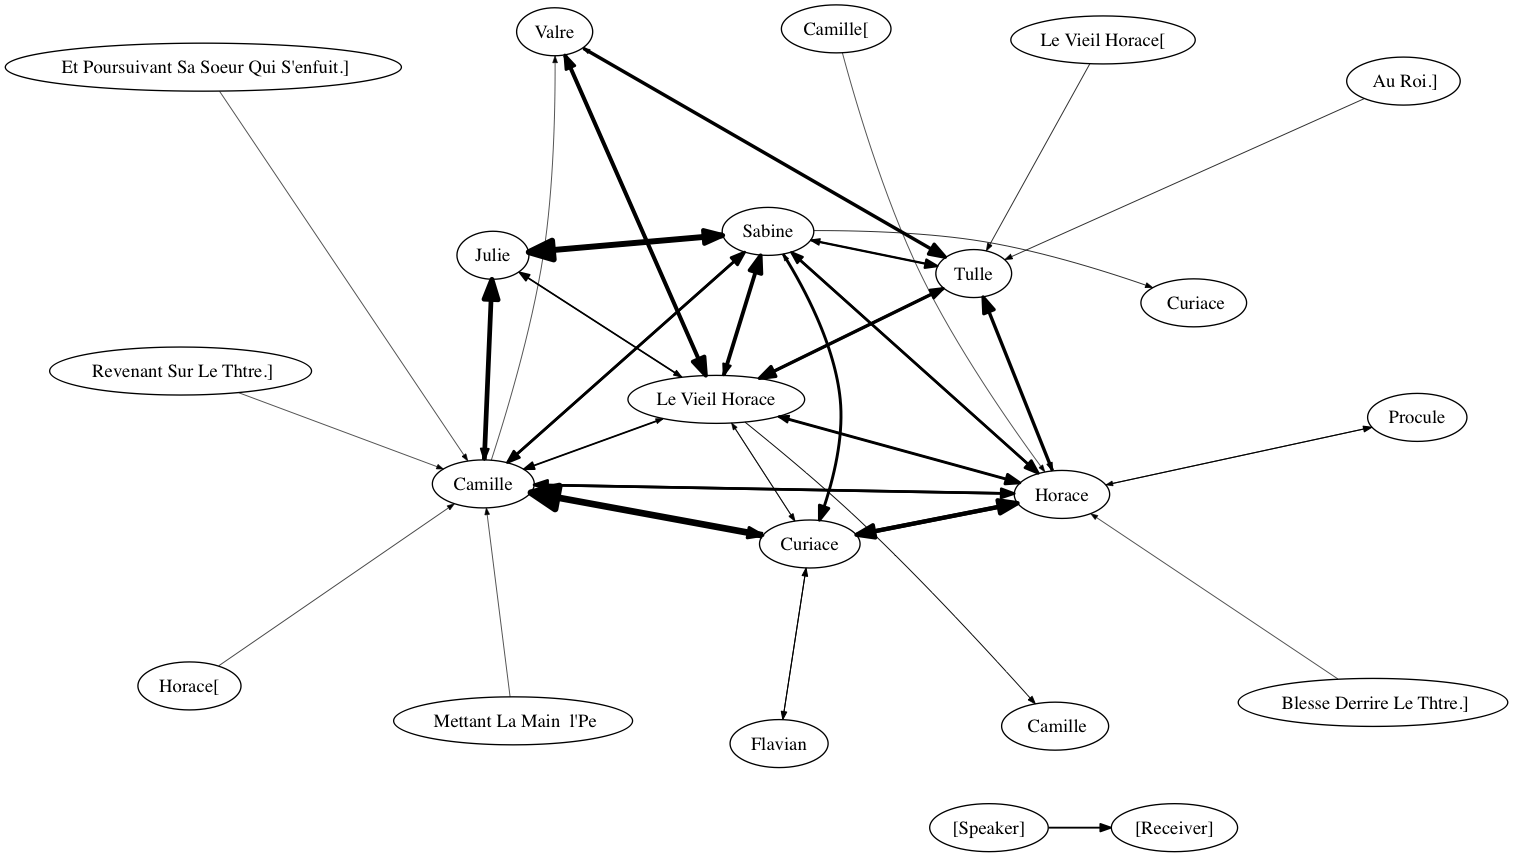 Valre
Camille[
Le Vieil Horace[
Et Poursuivant Sa Soeur Qui S'enfuit.]
Au Roi.]
Sabine
Julie
Tulle
Curiace
Revenant Sur Le Thtre.]
Le Vieil Horace
Procule
Camille
Horace
Curiace
Horace[
Mettant La Main  l'Pe
Blesse Derrire Le Thtre.]
Flavian
Camille
[Speaker]
[Receiver]